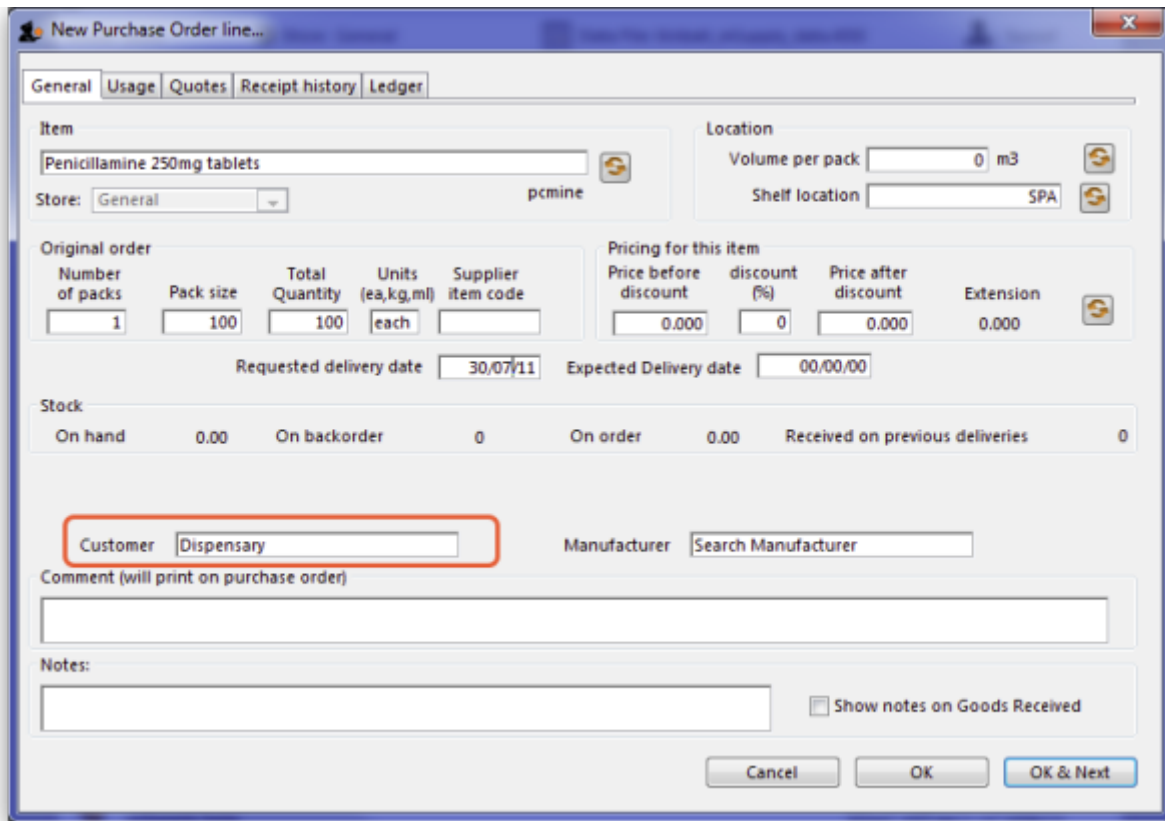 New Purchase Order line...
General Usage Quotes Receipt history Ledger
Item
Penicillamine 250mg tablets
Store: General
pcmine
Location
Volume per pack 0 m3
Shelf location SPA
Original order
Number of packs Pack size Total Quantity Units (ea,kg,ml) Supplier item code
1 100 100 each
Pricing for this item
Price before discount discount (%) Price after discount Extension
0.000 0 0.000 0.000
Requested delivery date 30/07/11 Expected Delivery date 00/00/00
Stock
On hand 0.00 On backorder 0 On order 0.00 Received on previous deliveries 0
Customer Dispensary Manufacturer Search Manufacturer
Comment (will print on purchase order)
Notes:
Show notes on Goods Received
Cancel OK OK & Next